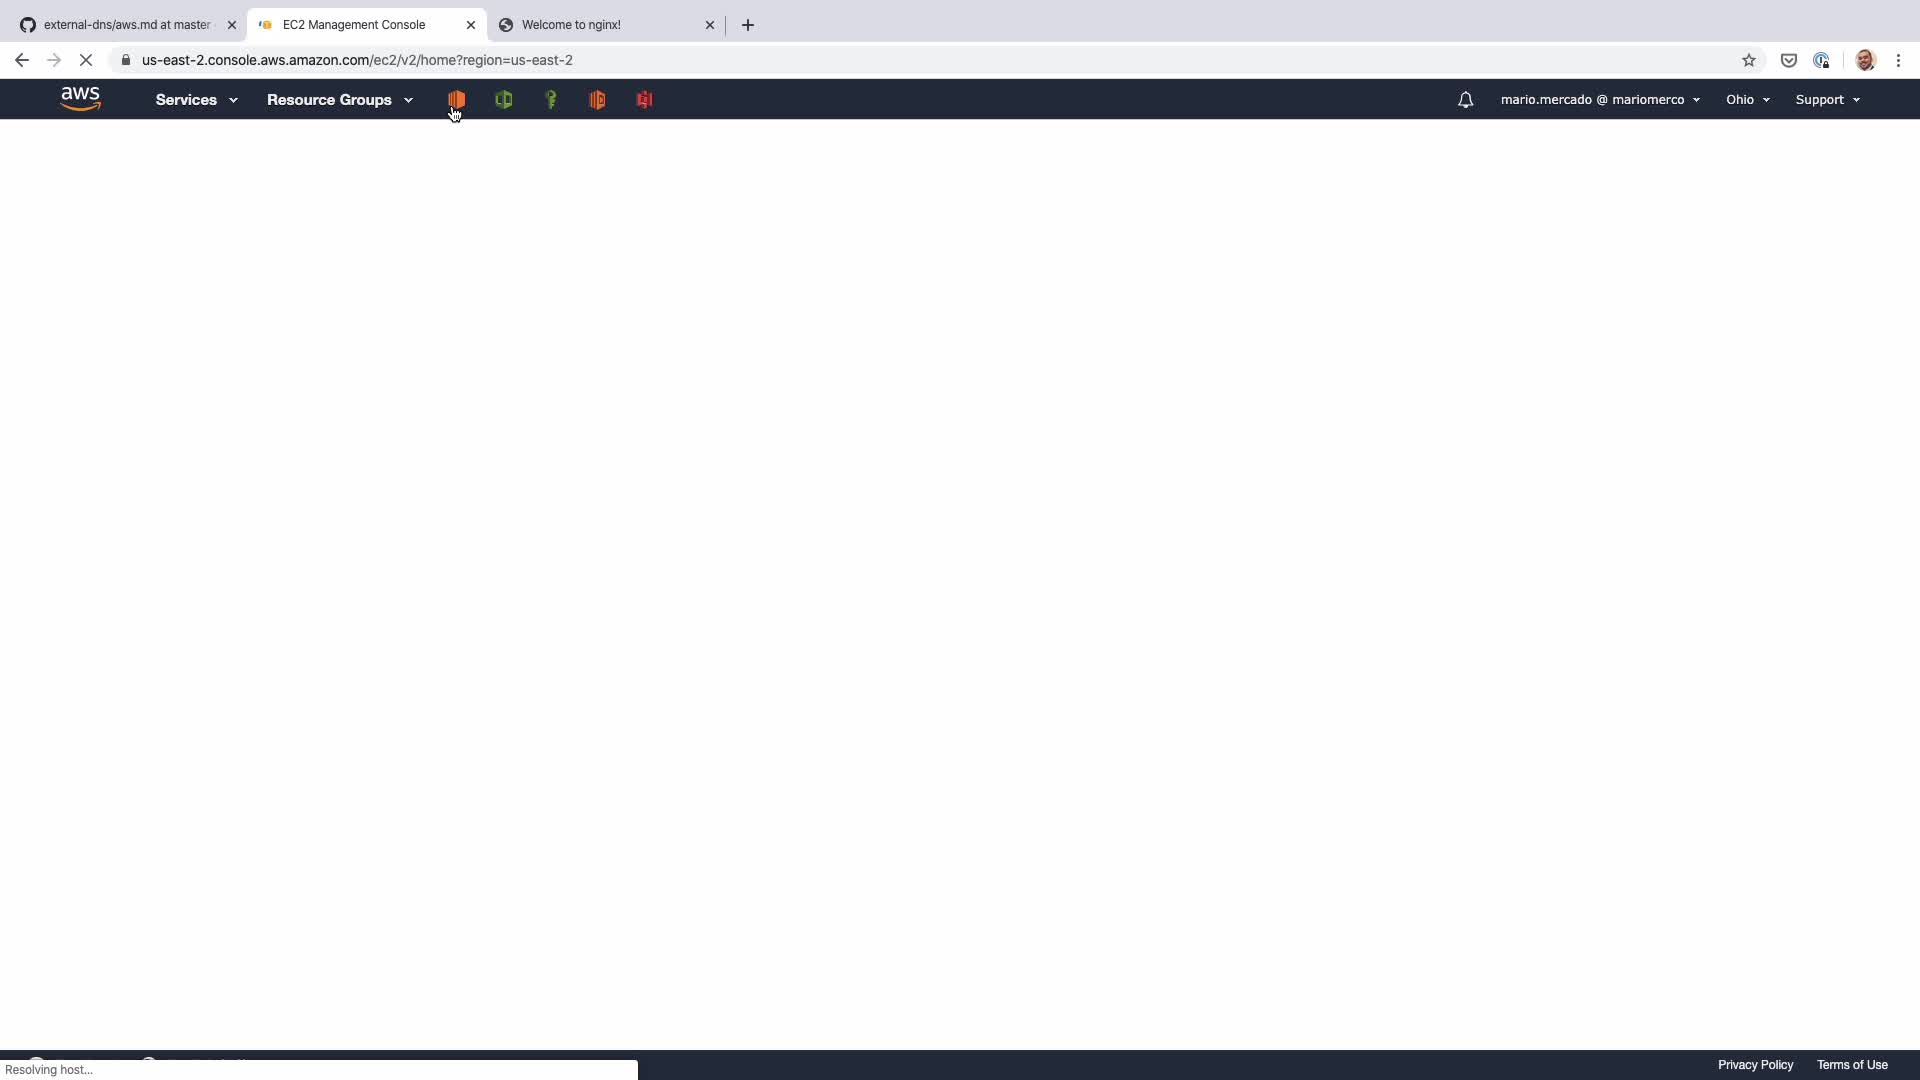 external-dns/aws.md at master
EC2 Management Console
Welcome to nginx!
us-east-2.console.aws.amazon.com/ec2/v2/home?region=us-east-2
aws
Services
Resource Groups
mario.mercado @ mariomerco
Ohio
Support
Resolving host...
Privacy Policy
Terms of Use